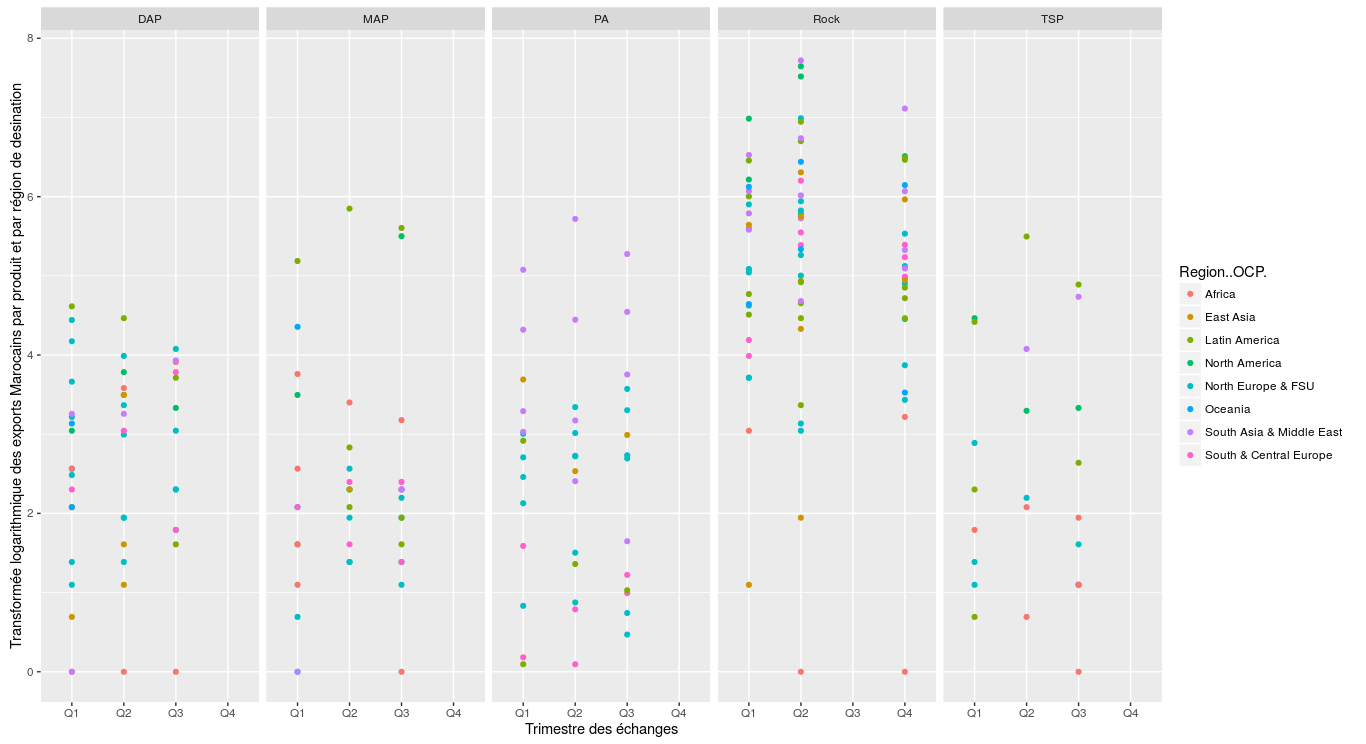 DAP MAP PA Rock TSP
Transformée logarithmique des exports Marocains par produit et par région de desination
8
6
4
2
0
Q1 Q2 Q3 Q4 Q1 Q2 Q3 Q4 Q1 Q2 Q3 Q4 Q1 Q2 Q3 Q4 Q1 Q2 Q3 Q4
Trimestre des échanges
Region..OCP.
Africa
East Asia
Latin America
North America
North Europe & FSU
Oceania
South Asia & Middle East
South & Central Europe